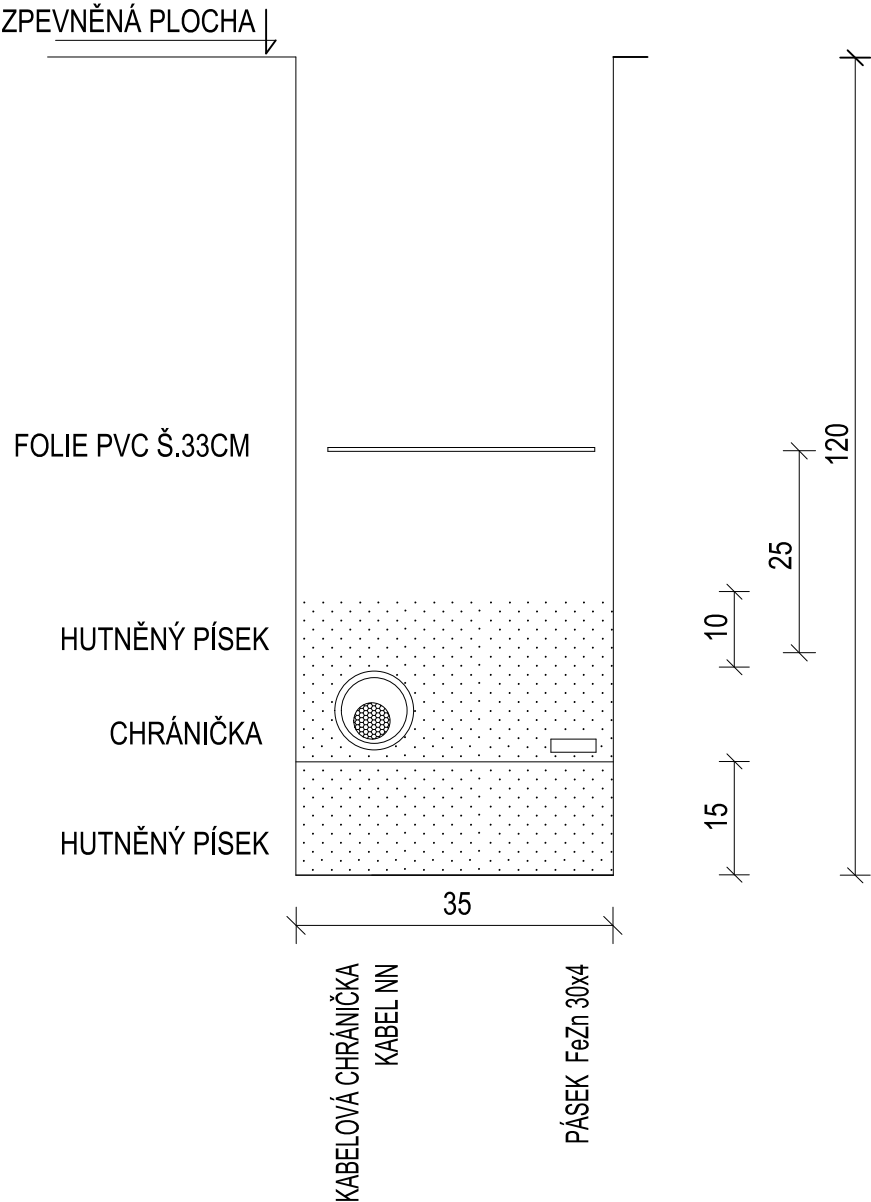 ZPEVNĚNÁ PLOCHA
FOLIE PVC Š.33CM
120
25
10
HUTNĚNÝ PÍSEK
CHRÁNIČKA
15
HUTNĚNÝ PÍSEK
35
KABELOVÁ CHRÁNIČKA
KABEL NN
PÁSEK FeZn 30x4